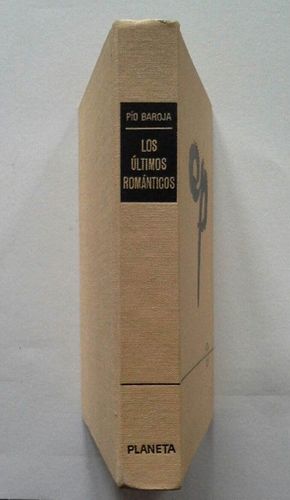 PÍO BAROJA
LOS
ÚLTIMOS
ROMÁNTICOS
PLANETA